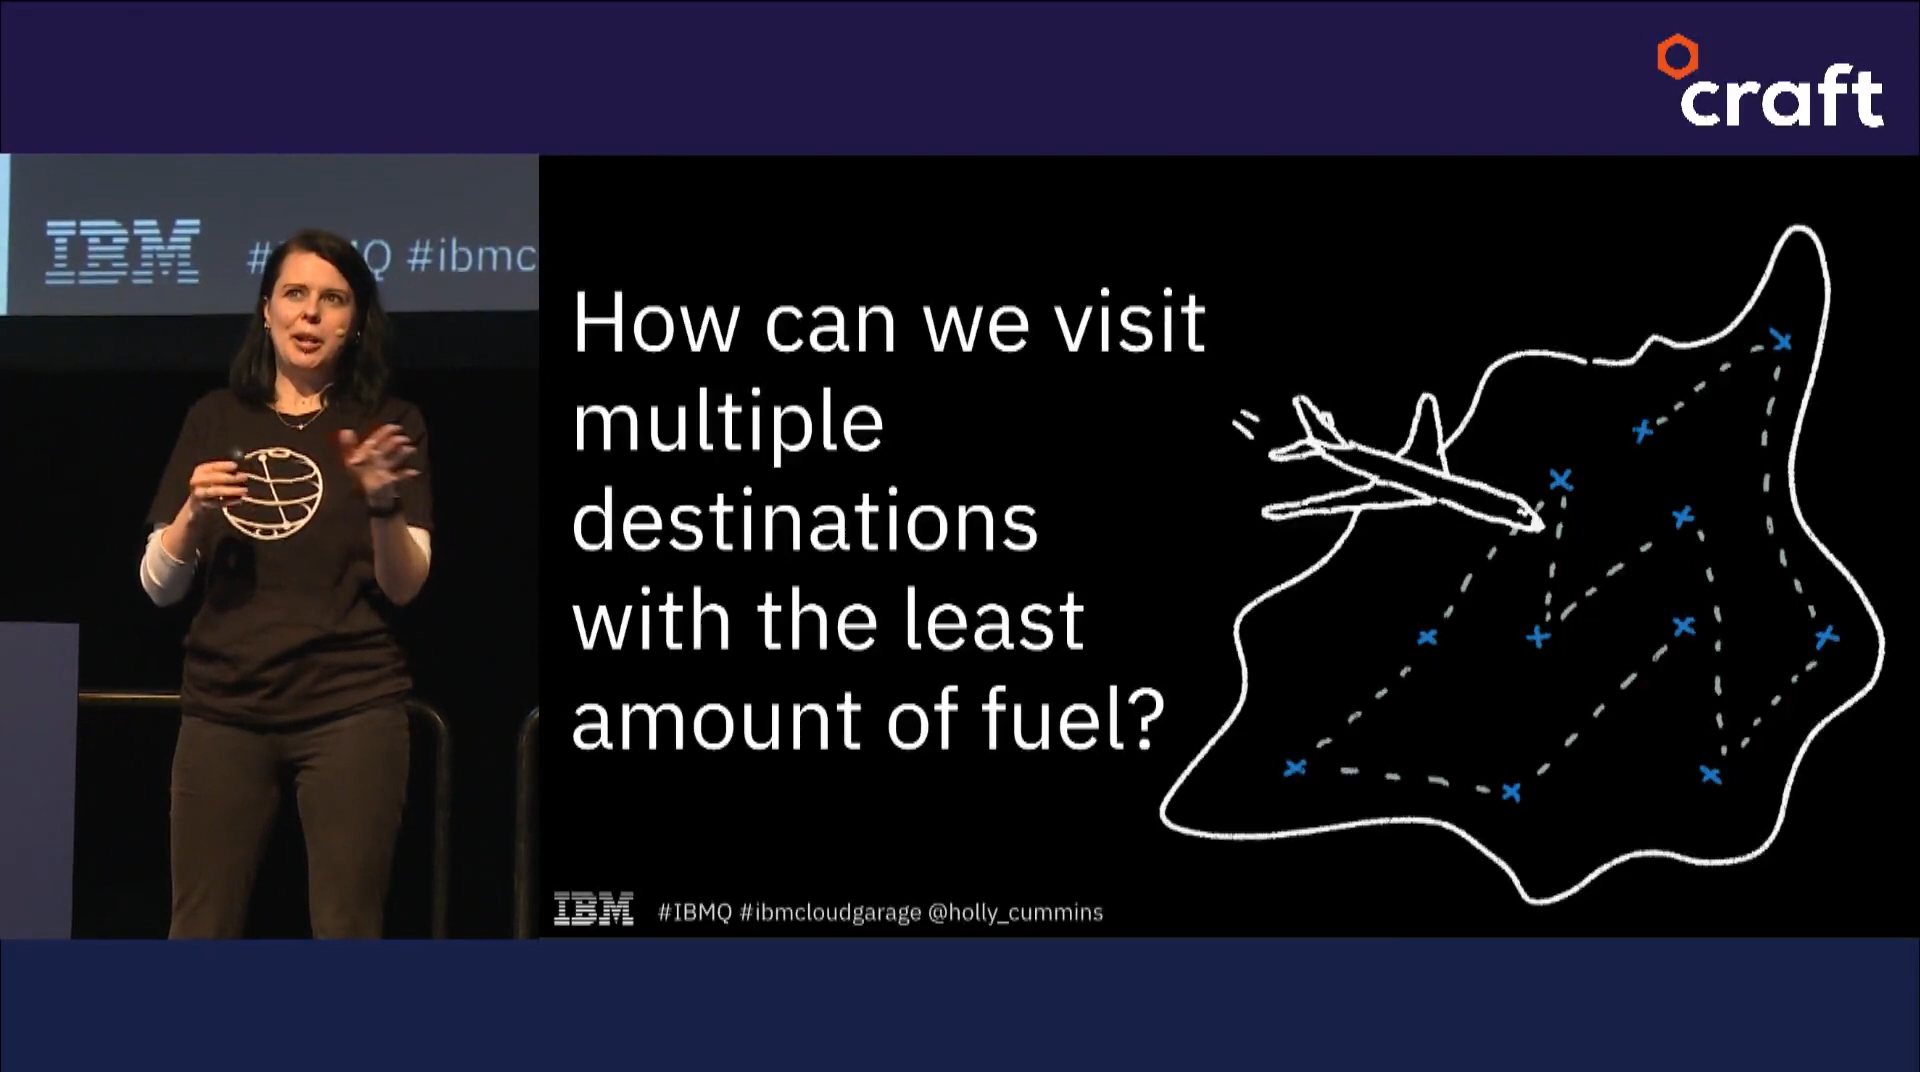 craft
IBM
# Q #ibmc
How can we visit
multiple
destinations
with the least
amount of fuel?
IBM #IBMQ #ibmcloudgarage @holly_cummins